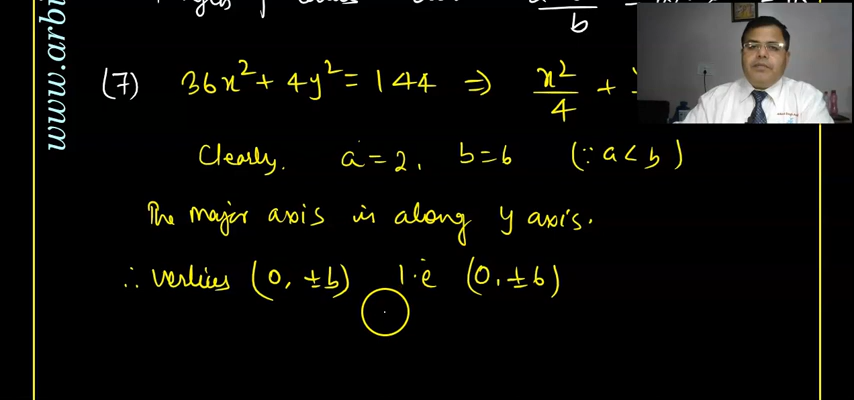 b
(7) 36x² + 4y² = 144 ⇒ x²/4 +
Clearly. a = 2, b = 6 (∵ a < b)
The major axis is along y axis.
∴ vertices (0, ±b) i.e (0, ±6)
www.arbi